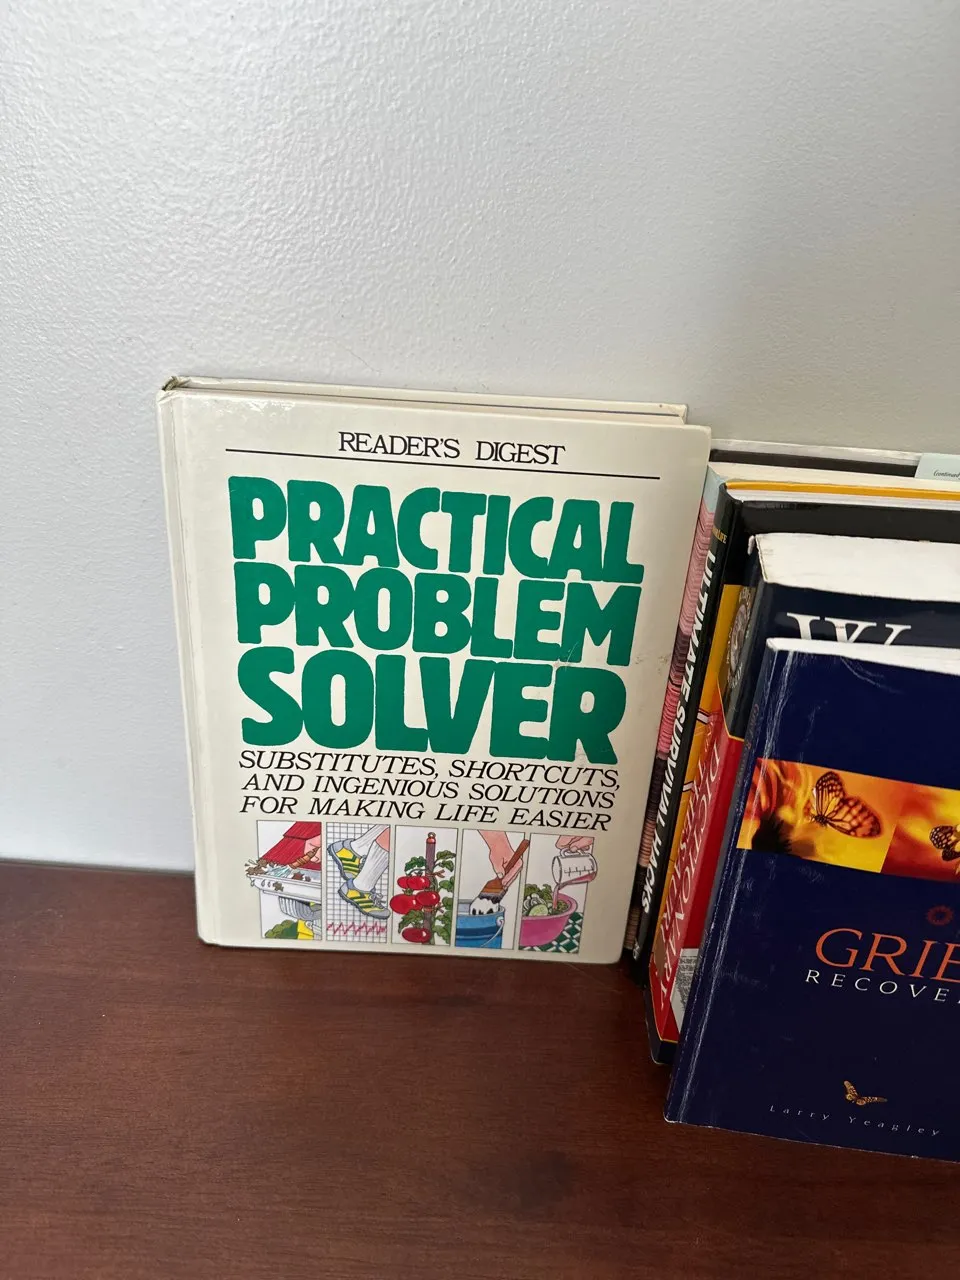 READER'S DIGEST
PRACTICAL
PROBLEM
SOLVER
SUBSTITUTES, SHORTCUTS,
AND INGENIOUS SOLUTIONS
FOR MAKING LIFE EASIER
ULTIMATE SURVIVAL HACKS
W
GRIE
RECOVE
Larry Yeagley
Continued